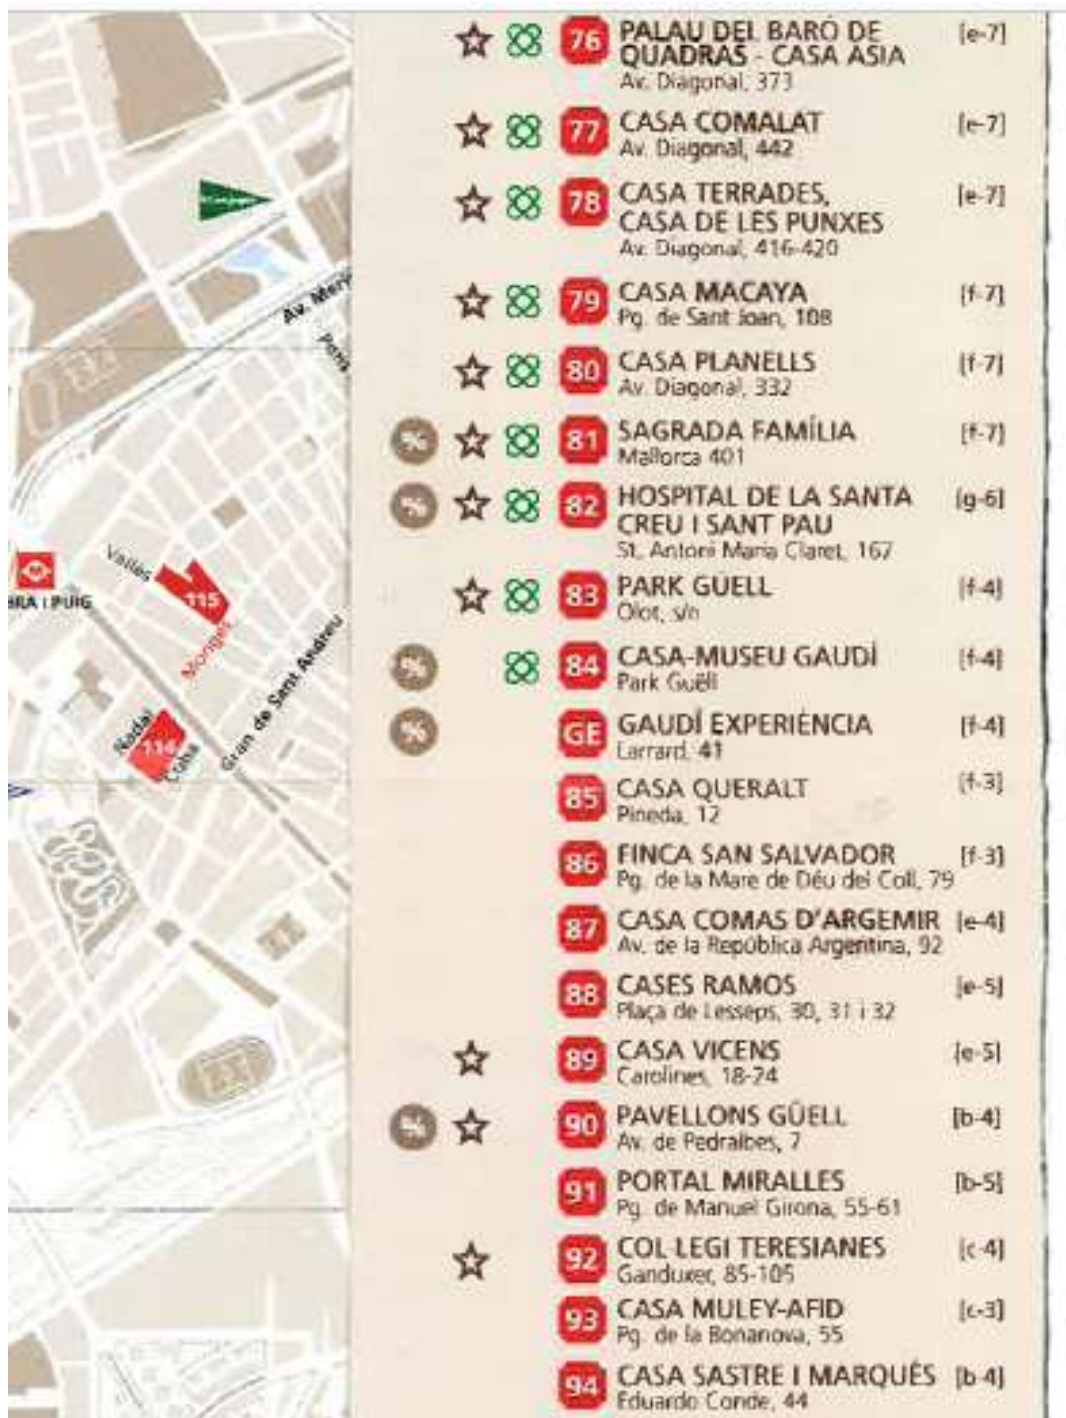 Av. Mer
Valles
115
Monges
HRA I PUIG
Gran de Sant Andreu
Nadal
114
Coba
76 PALAU DEL BARÓ DE [e-7]
QUADRAS - CASA ASIA
Av. Diagonal, 373
77 CASA COMALAT [e-7]
Av. Diagonal, 442
78 CASA TERRADES, [e-7]
CASA DE LES PUNXES
Av. Diagonal, 416-420
79 CASA MACAYA [f-7]
Pg. de Sant Joan, 108
80 CASA PLANELLS [f-7]
Av. Diagonal, 332
% 81 SAGRADA FAMÍLIA [f-7]
Mallorca 401
% 82 HOSPITAL DE LA SANTA [g-6]
CREU I SANT PAU
St. Antoni Maria Claret, 167
83 PARK GÜELL [f-4]
Olot, s/n
% 84 CASA-MUSEU GAUDÍ [f-4]
Park Guëll
% GE GAUDÍ EXPERIÈNCIA [f-4]
Larrard, 41
85 CASA QUERALT [f-3]
Pineda, 12
86 FINCA SAN SALVADOR [f-3]
Pg. de la Mare de Déu del Coll, 79
87 CASA COMAS D'ARGEMIR [e-4]
Av. de la República Argentina, 92
88 CASES RAMOS [e-5]
Plaça de Lesseps, 30, 31 i 32
89 CASA VICENS [e-5]
Carolines, 18-24
% 90 PAVELLONS GÜELL [b-4]
Av. de Pedralbes, 7
91 PORTAL MIRALLES [b-5]
Pg. de Manuel Girona, 55-61
92 COL LEGI TERESIANES [c-4]
Ganduxer, 85-105
93 CASA MULEY-AFID [c-3]
Pg. de la Bonanova, 55
94 CASA SASTRE I MARQUÉS [b-4]
Eduardo Conde, 44